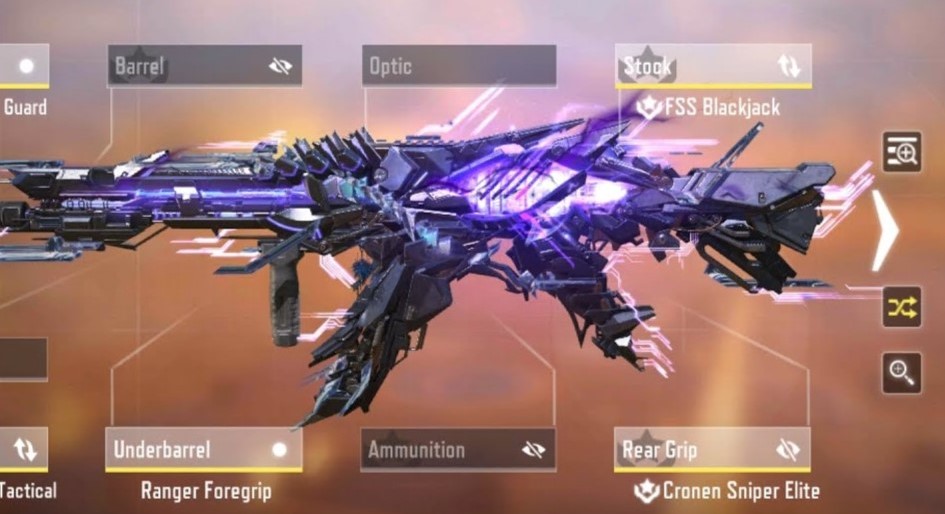 Barrel
Optic
Stock
Guard
FSS Blackjack
Underbarrel
Ammunition
Rear Grip
Tactical
Ranger Foregrip
Cronen Sniper Elite